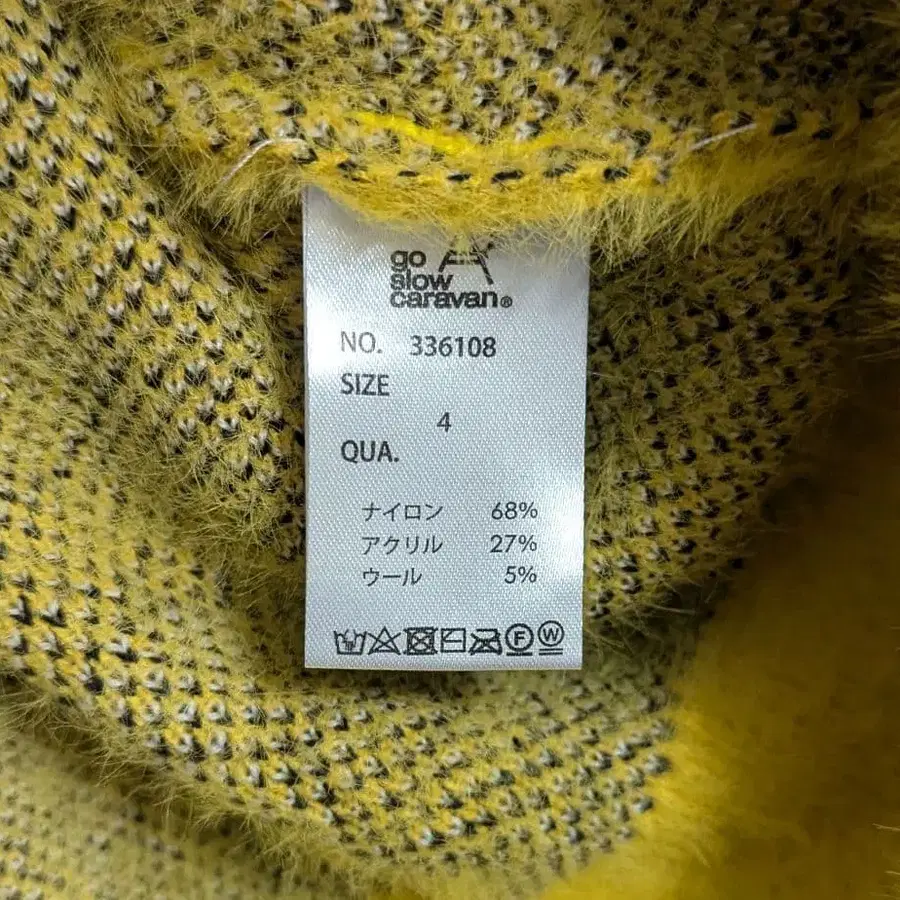 go
slow
caravan®
NO. 336108
SIZE
4
QUA.
ナイロン 68%
アクリル 27%
ウール 5%
F W